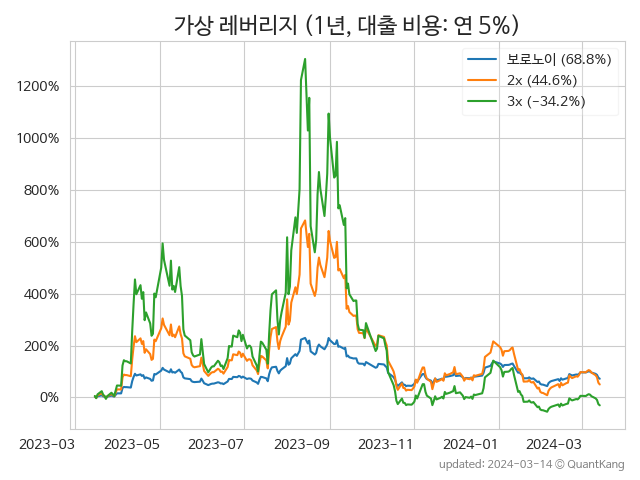 가상 레버리지 (1년, 대출 비용: 연 5%)
보로노이 (68.8%)
2x (44.6%)
3x (-34.2%)
1200%
1000%
800%
600%
400%
200%
0%
2023-03 2023-05 2023-07 2023-09 2023-11 2024-01 2024-03
updated: 2024-03-14 © QuantKang